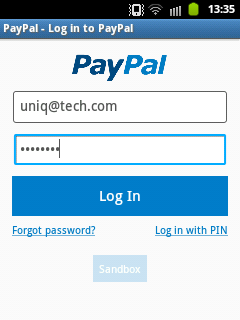 13:35
PayPal - Log in to PayPal
PayPal
uniq@tech.com
••••••••
Log In
Forgot password? Log in with PIN
Sandbox